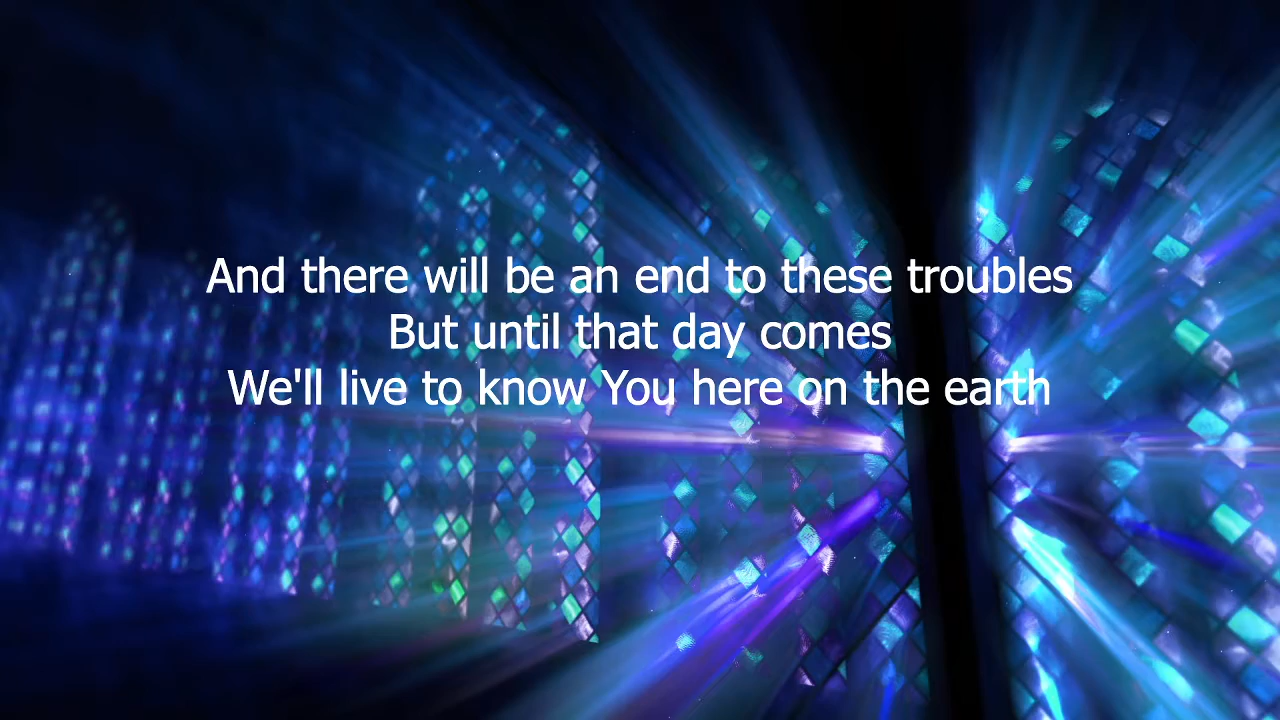 And there will be an end to these troubles
But until that day comes
We'll live to know You here on the earth